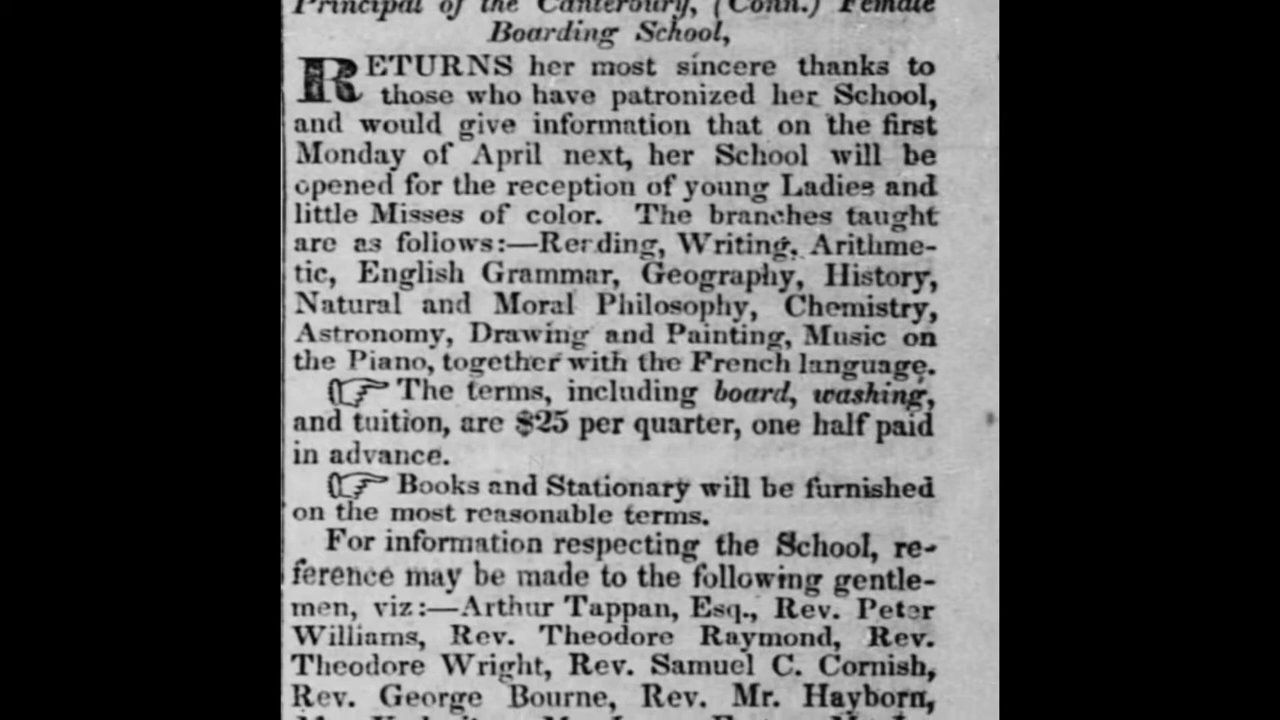 Principal of the Canterbury, (Conn.) Female
Boarding School,
RETURNS her most sincere thanks to
those who have patronized her School,
and would give information that on the first
Monday of April next, her School will be
opened for the reception of young Ladies and
little Misses of color. The branches taught
are as follows:—Rerding, Writing, Arithme-
tic, English Grammar, Geography, History,
Natural and Moral Philosophy, Chemistry,
Astronomy, Drawing and Painting, Music on
the Piano, together with the French language.
☞ The terms, including board, washing,
and tuition, are $25 per quarter, one half paid
in advance.
☞ Books and Stationary will be furnished
on the most reasonable terms.
For information respecting the School, re-
ference may be made to the following gentle-
men, viz:—Arthur Tappan, Esq., Rev. Peter
Williams, Rev. Theodore Raymond, Rev.
Theodore Wright, Rev. Samuel C. Cornish,
Rev. George Bourne, Rev. Mr. Hayborn,